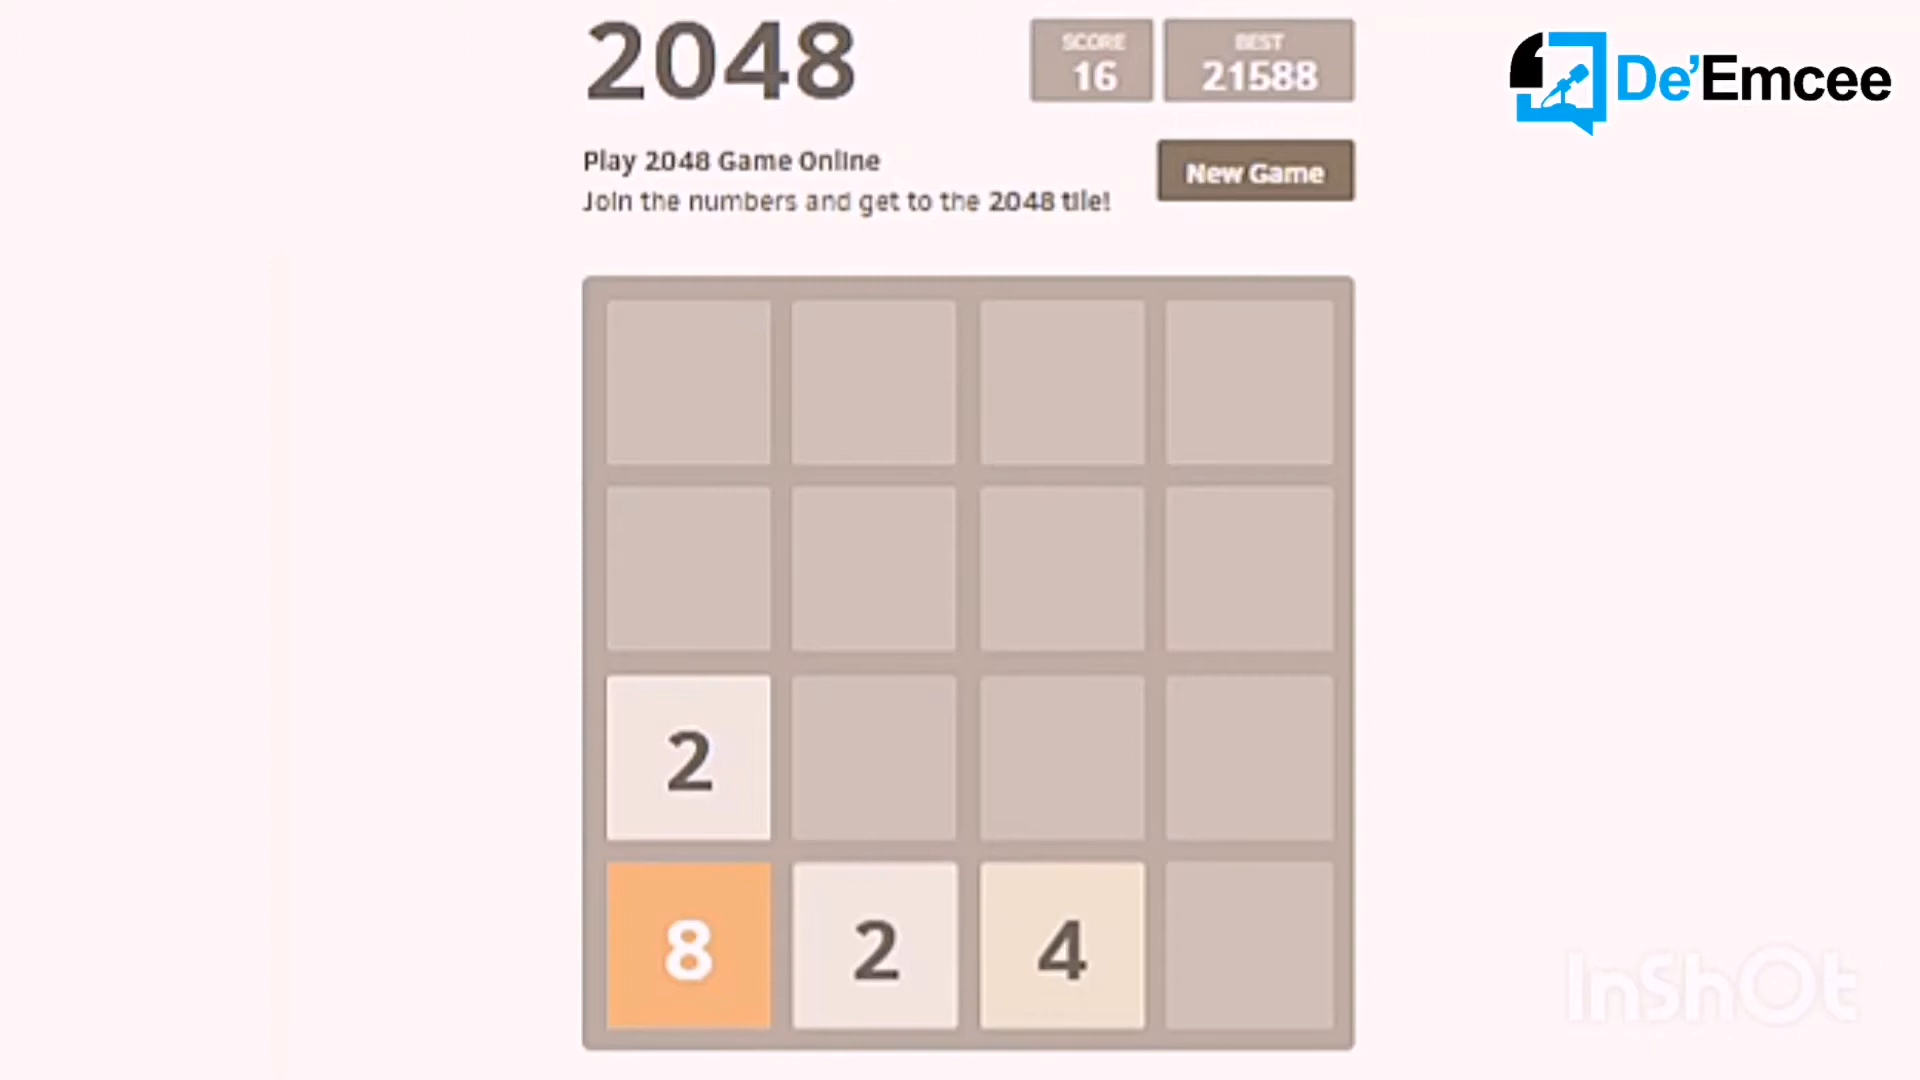 2048
SCORE
16
BEST
21588
De'Emcee
Play 2048 Game Online
Join the numbers and get to the 2048 tile!
New Game
2
8 2 4
InShOt